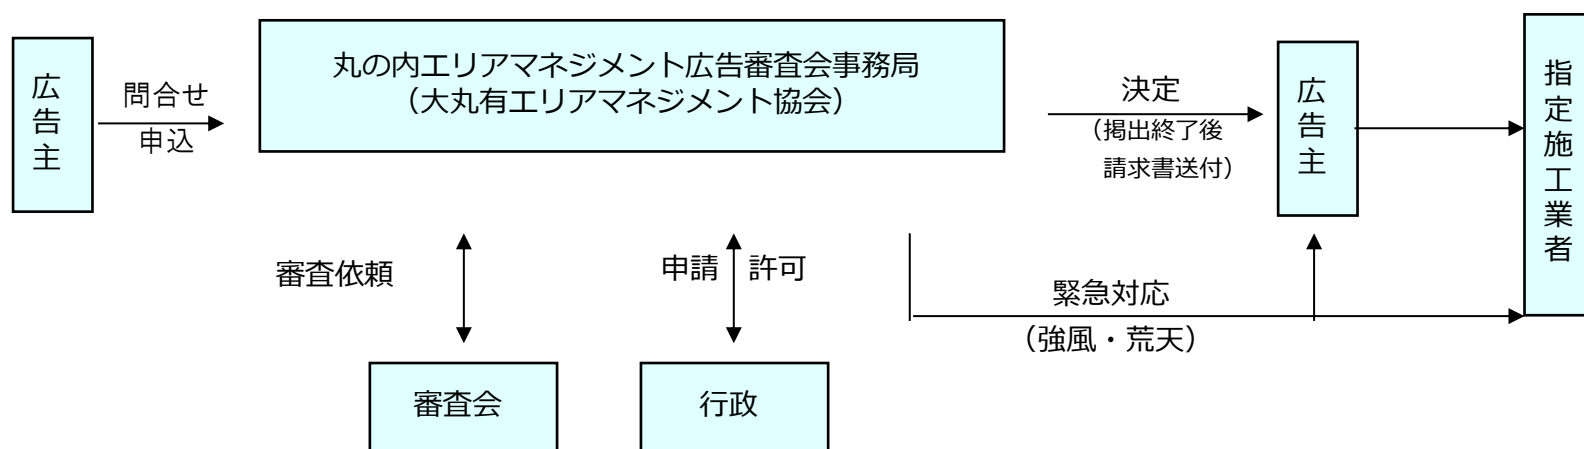 広告主
問合せ
申込
丸の内エリアマネジメント広告審査会事務局
（大丸有エリアマネジメント協会）
決定
（掲出終了後
請求書送付）
広告主
指定施工業者
審査依頼
申請 許可
緊急対応
（強風・荒天）
審査会
行政